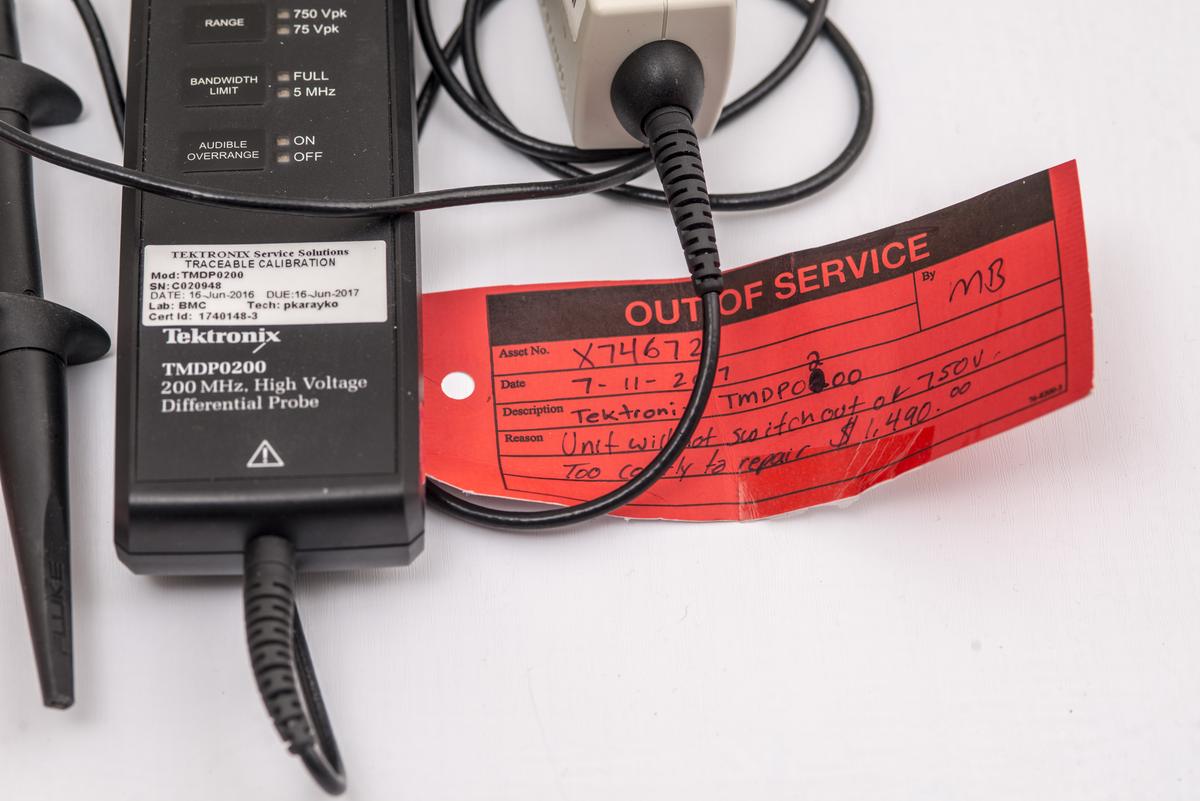 RANGE
750 Vpk
75 Vpk
BANDWIDTH
LIMIT
FULL
5 MHz
AUDIBLE
OVERRANGE
ON
OFF
TEKTRONIX Service Solutions
TRACEABLE CALIBRATION
Mod: TMDP0200
SN: C020948
DATE: 16-Jun-2016 DUE: 16-Jun-2017
Lab: BMC Tech: pkarayko
Cert Id: 1740148-3
Tektronix
TMDP0200
200 MHz, High Voltage
Differential Probe
FLUKE
OUT OF SERVICE
By MB
Asset No. X74672
Date 7-11-2
Description Tektroni TMDP0200
Reason Unit will not switch out of 750V.
Too to repair $1,490.00